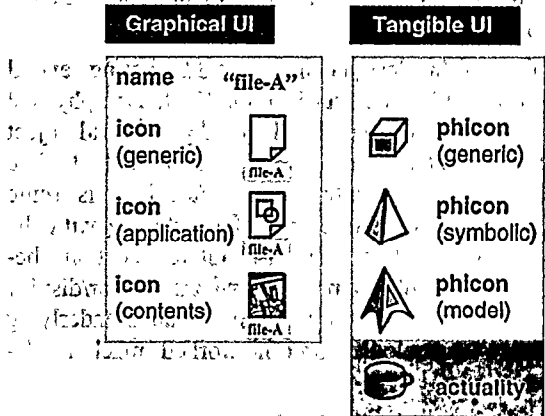 Graphical UI
name "file-A"
icon
(generic)
file-A
icon
(application)
file-A
icon
(contents)
file-A
Tangible UI
phicon
(generic)
phicon
(symbolic)
phicon
(model)
actuality